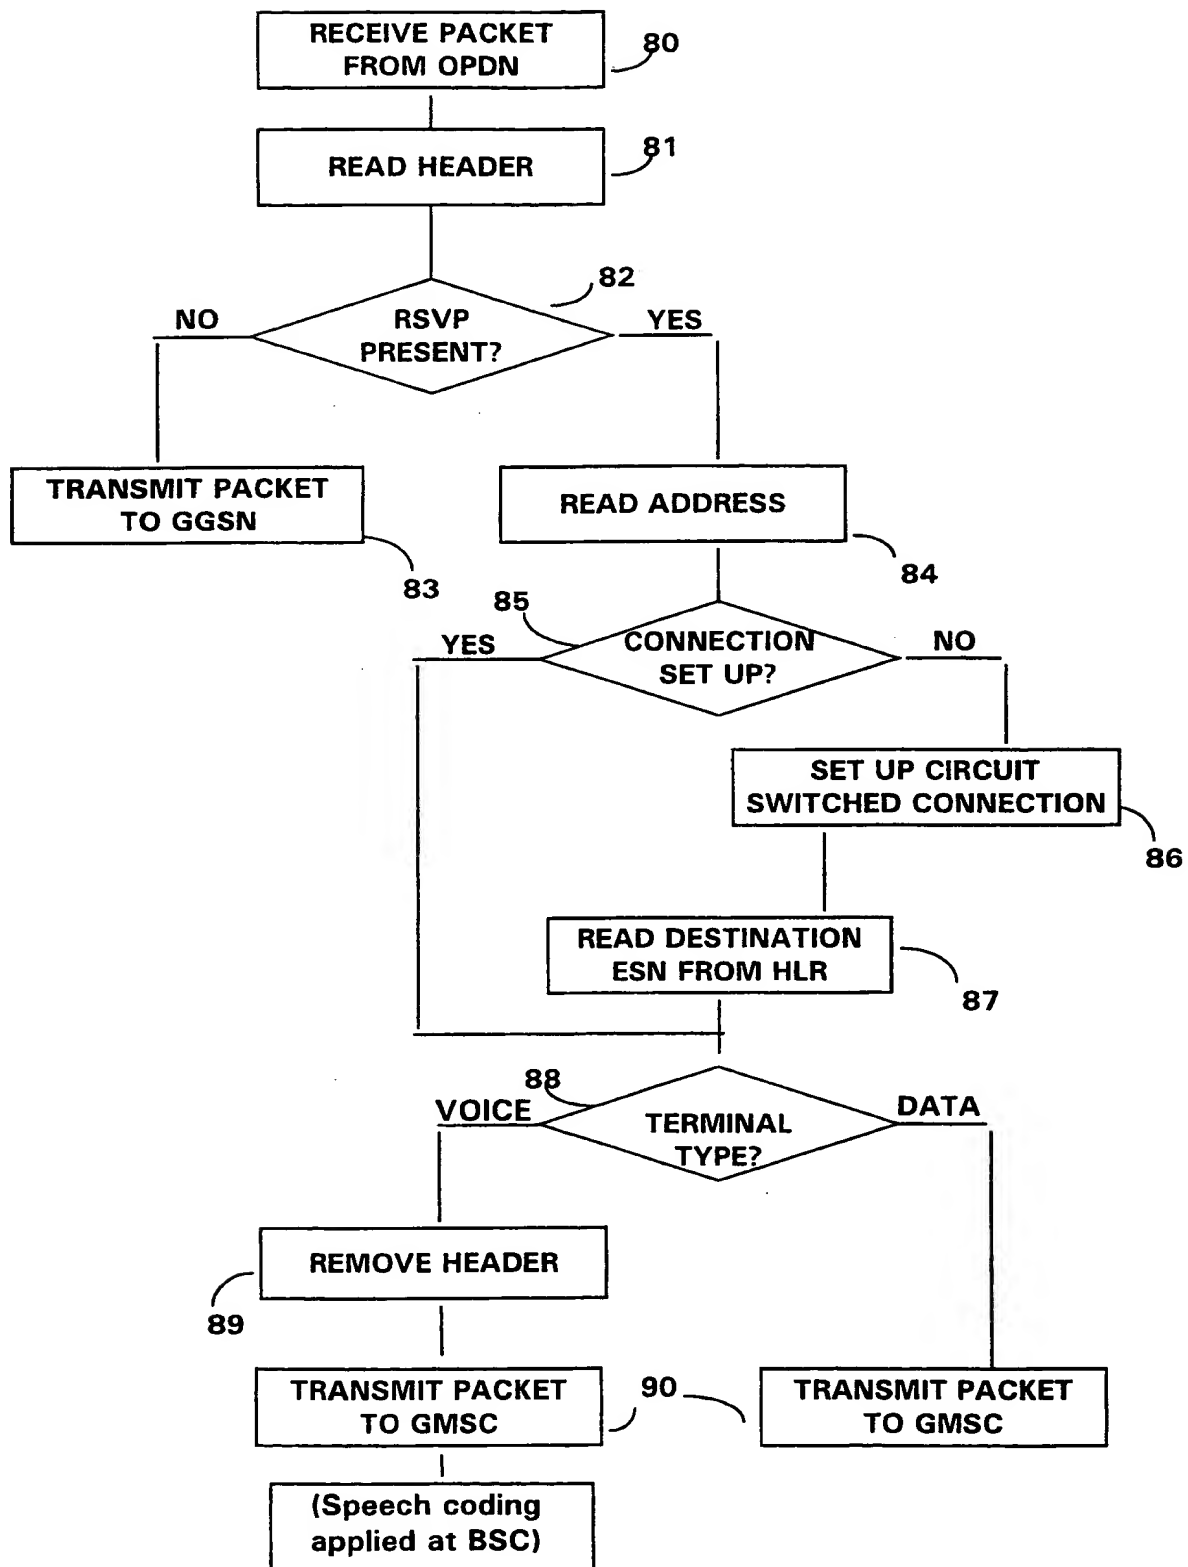 RECEIVE PACKET
FROM OPDN
80
READ HEADER
81
82
NO
RSVP
PRESENT?
YES
TRANSMIT PACKET
TO GGSN
83
READ ADDRESS
84
85
YES
CONNECTION
SET UP?
NO
SET UP CIRCUIT
SWITCHED CONNECTION
86
READ DESTINATION
ESN FROM HLR
87
88
VOICE
TERMINAL
TYPE?
DATA
REMOVE HEADER
89
TRANSMIT PACKET
TO GMSC
90
TRANSMIT PACKET
TO GMSC
(Speech coding
applied at BSC)